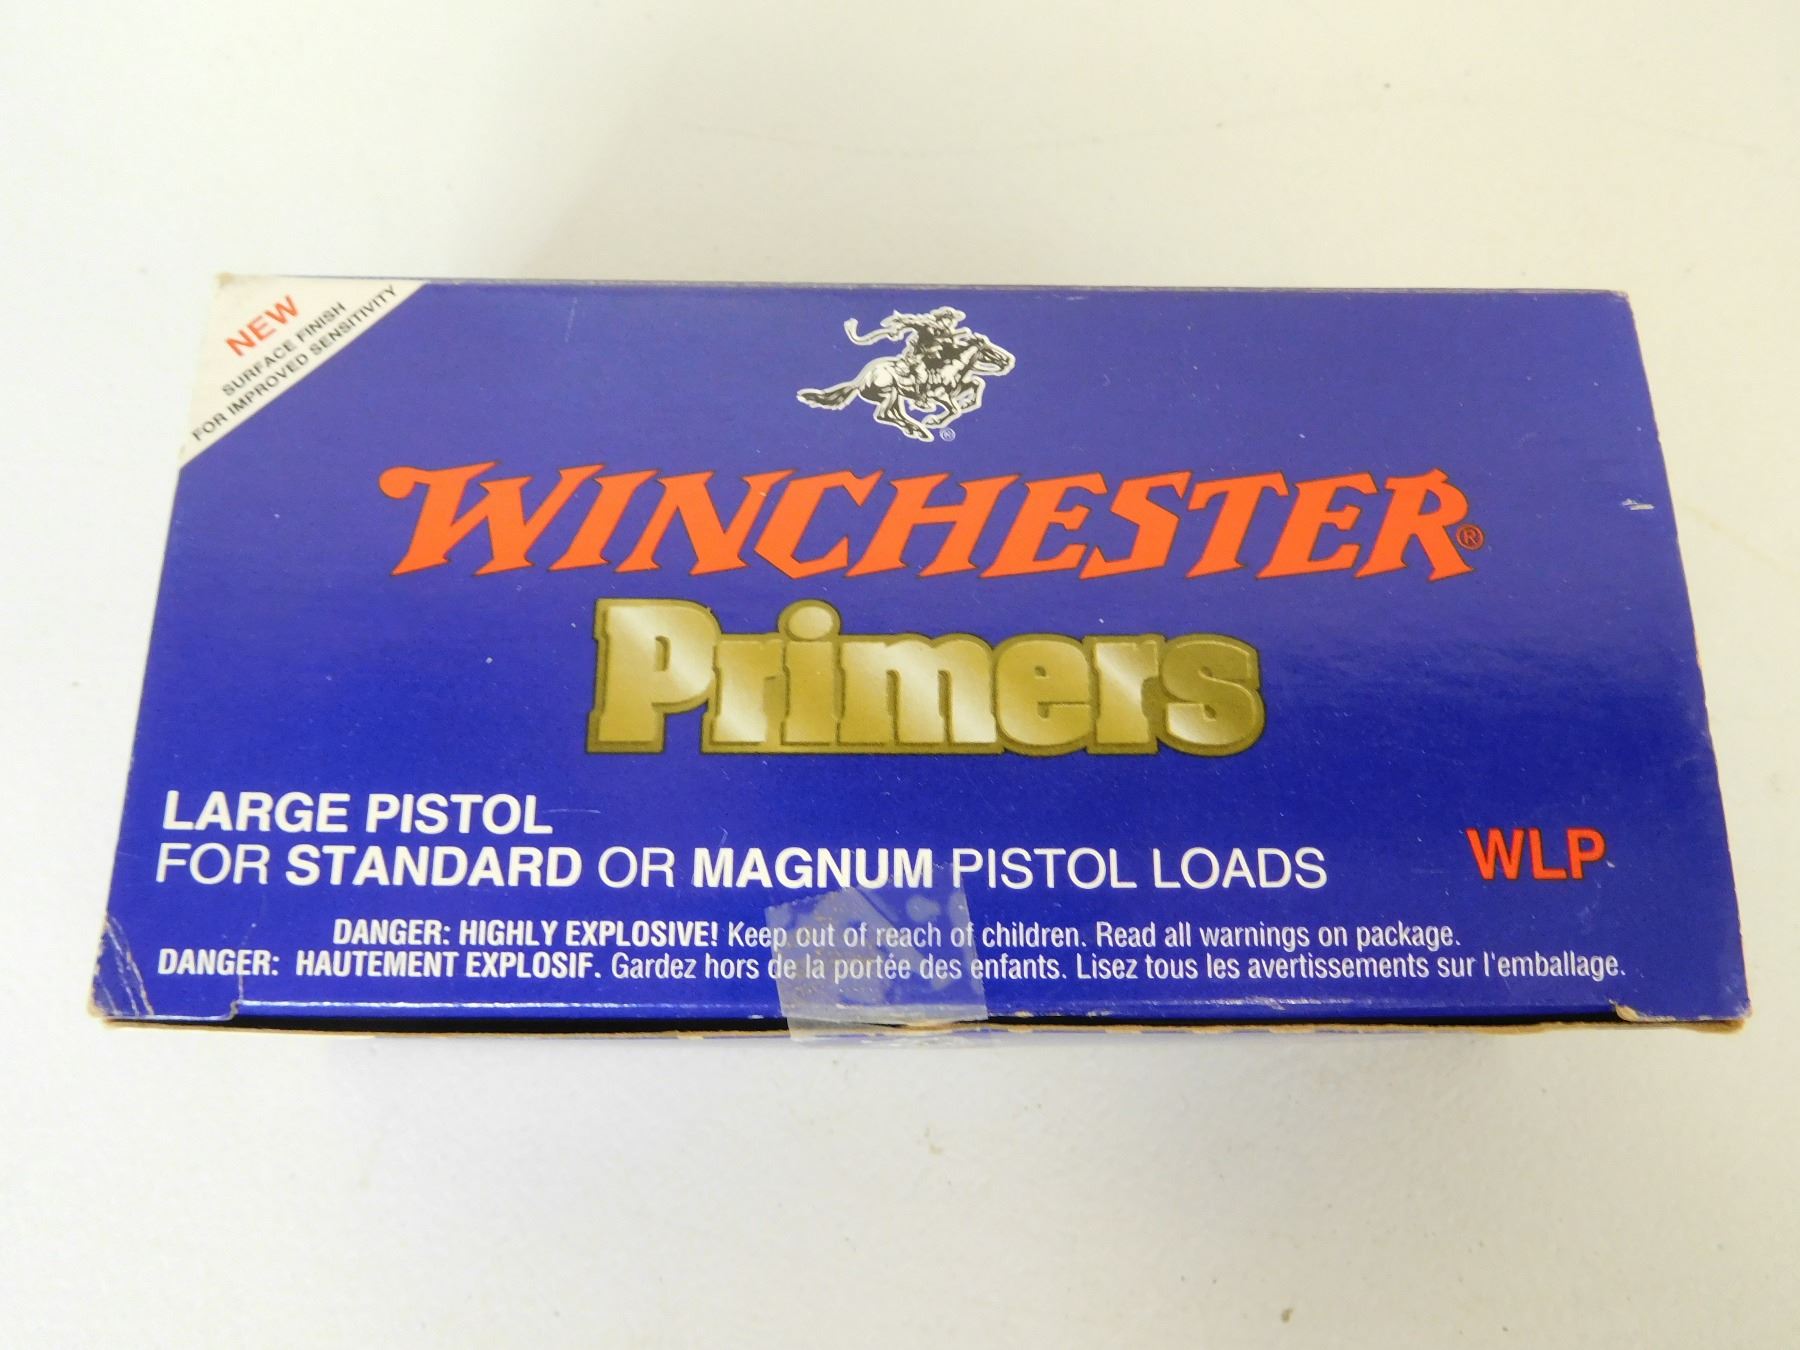 NEW
SURFACE FINISH
FOR IMPROVED SENSITIVITY
WINCHESTER®
Primers
LARGE PISTOL
FOR STANDARD OR MAGNUM PISTOL LOADS
WLP
DANGER: HIGHLY EXPLOSIVE! Keep out of reach of children. Read all warnings on package.
DANGER: HAUTEMENT EXPLOSIF. Gardez hors de la portée des enfants. Lisez tous les avertissements sur l'emballage.